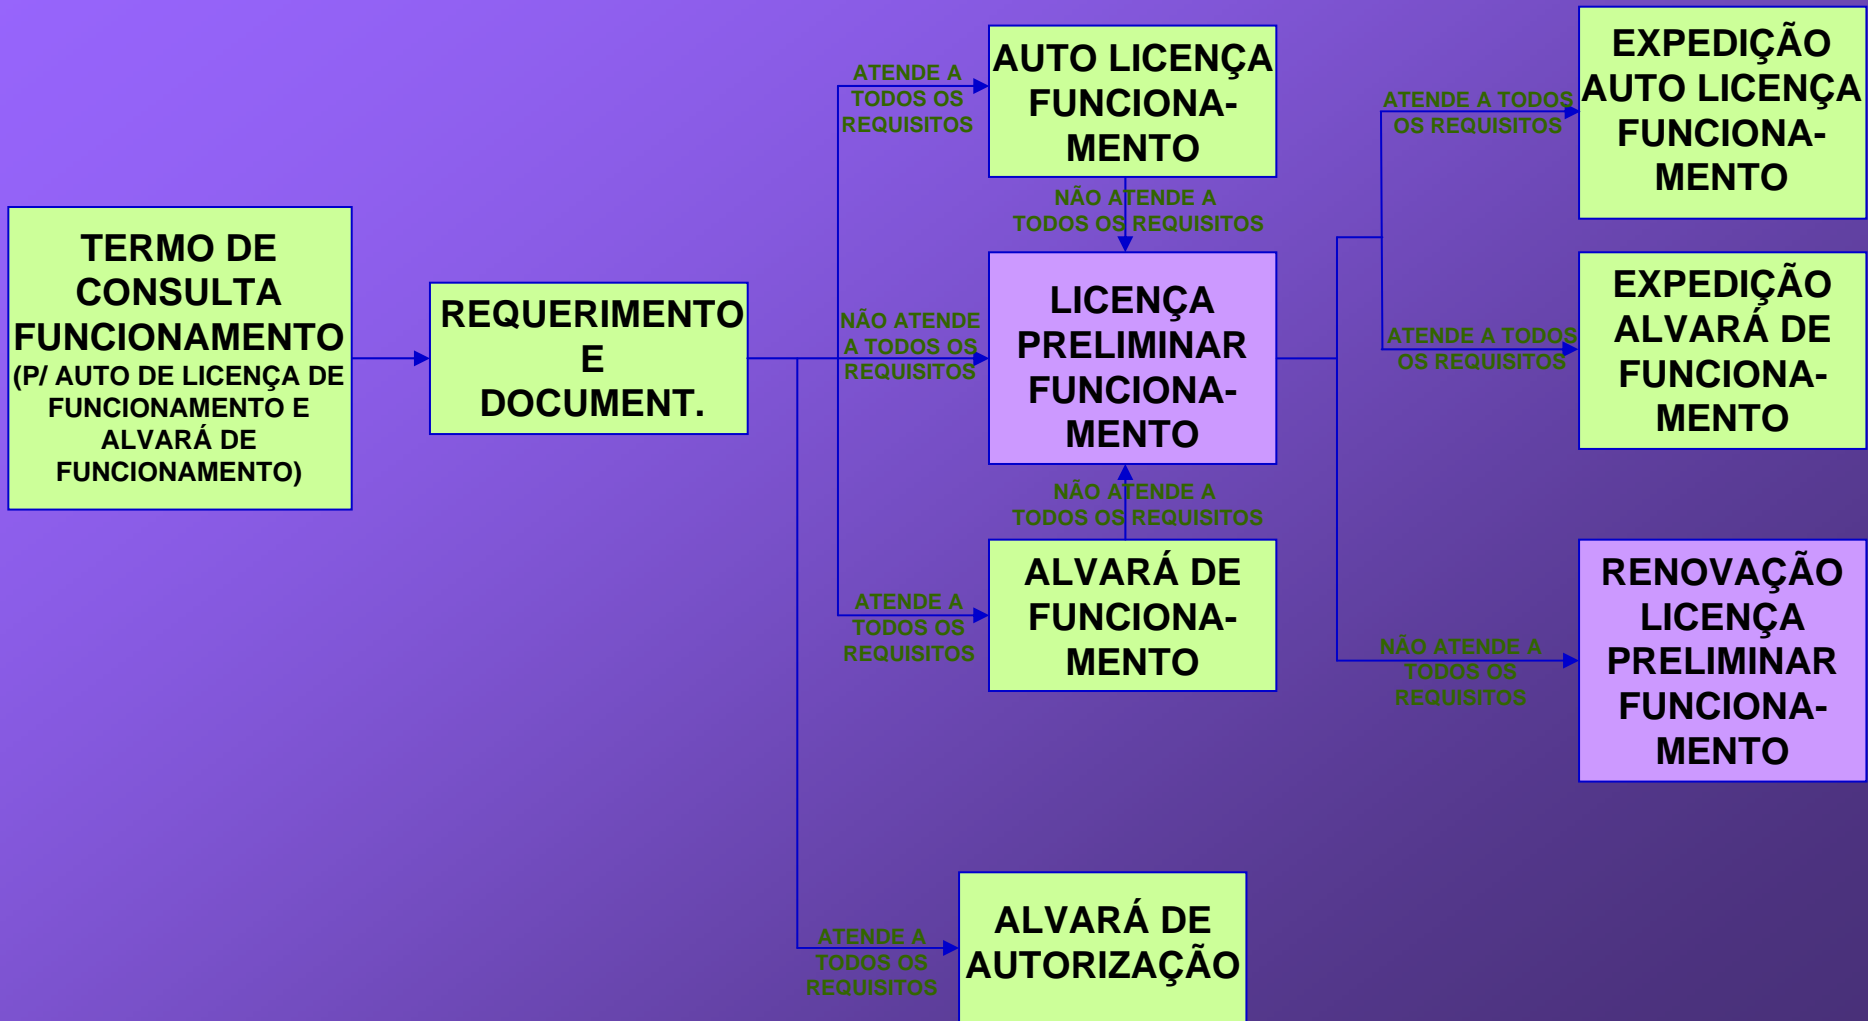 TERMO DE
CONSULTA
FUNCIONAMENTO
(P/ AUTO DE LICENÇA DE
FUNCIONAMENTO E
ALVARÁ DE
FUNCIONAMENTO)
REQUERIMENTO
E
DOCUMENT.
ATENDE A
TODOS OS
REQUISITOS
AUTO LICENÇA
FUNCIONA-
MENTO
NÃO ATENDE A
TODOS OS REQUISITOS
NÃO ATENDE
A TODOS OS
REQUISITOS
LICENÇA
PRELIMINAR
FUNCIONA-
MENTO
NÃO ATENDE A
TODOS OS REQUISITOS
ATENDE A
TODOS OS
REQUISITOS
ALVARÁ DE
FUNCIONA-
MENTO
ATENDE A
TODOS OS
REQUISITOS
ALVARÁ DE
AUTORIZAÇÃO
ATENDE A TODOS
OS REQUISITOS
EXPEDIÇÃO
AUTO LICENÇA
FUNCIONA-
MENTO
ATENDE A TODOS
OS REQUISITOS
EXPEDIÇÃO
ALVARÁ DE
FUNCIONA-
MENTO
NÃO ATENDE A
TODOS OS
REQUISITOS
RENOVAÇÃO
LICENÇA
PRELIMINAR
FUNCIONA-
MENTO